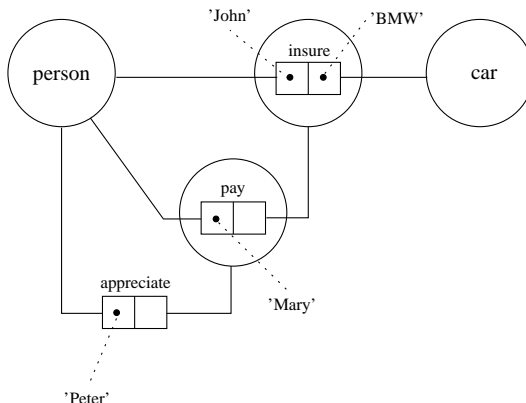 'John'
'BMW'
insure
person
car
pay
appreciate
'Mary'
'Peter'